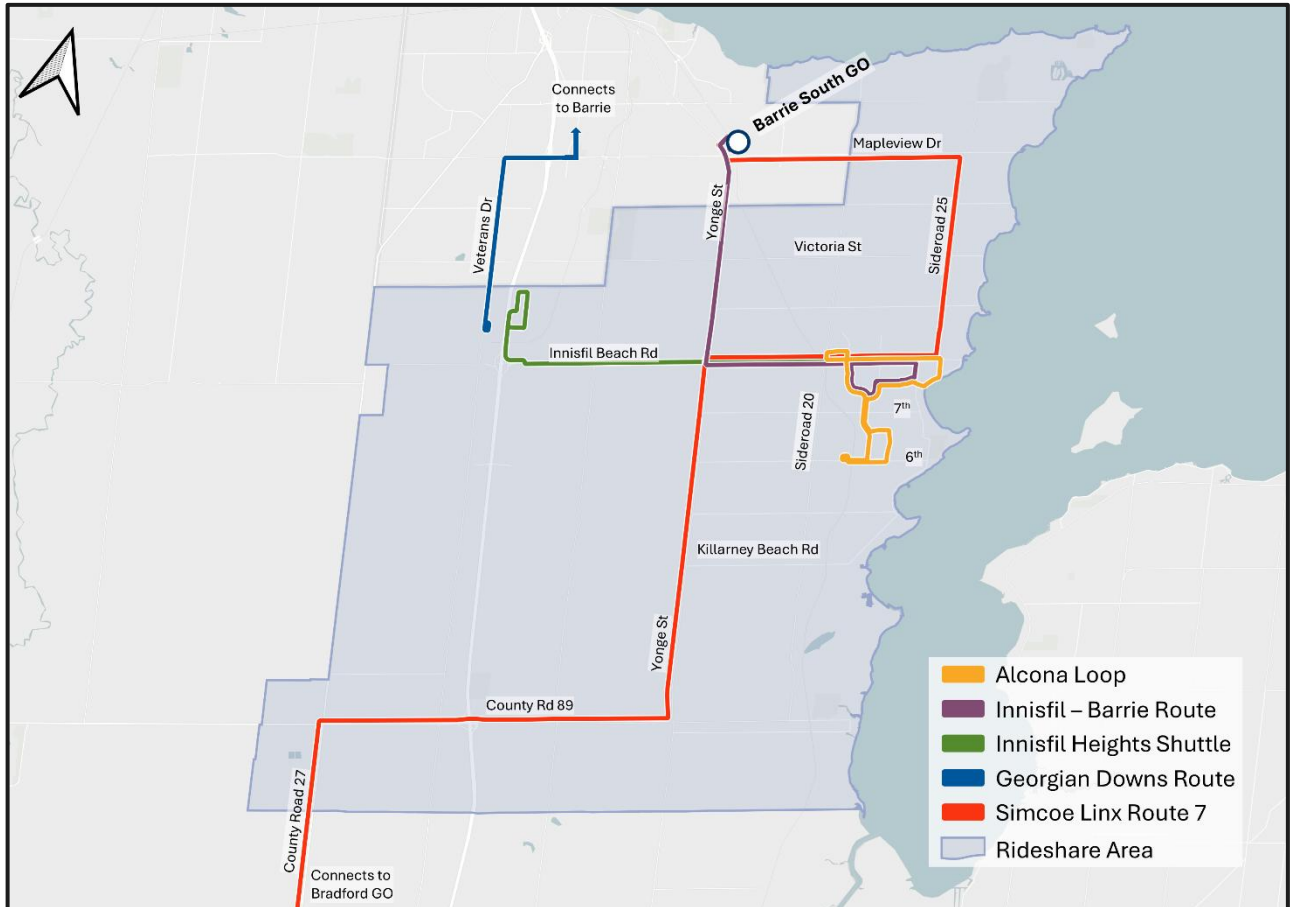 Connects
to Barrie
Barrie South GO
Mapleview Dr
Veterans Dr
Yonge St
Sideroad 25
Victoria St
Innisfil Beach Rd
Sideroad 20
7th
6th
Killarney Beach Rd
Yonge St
County Rd 89
County Road 27
Connects to
Bradford GO
Alcona Loop
Innisfil – Barrie Route
Innisfil Heights Shuttle
Georgian Downs Route
Simcoe Linx Route 7
Rideshare Area